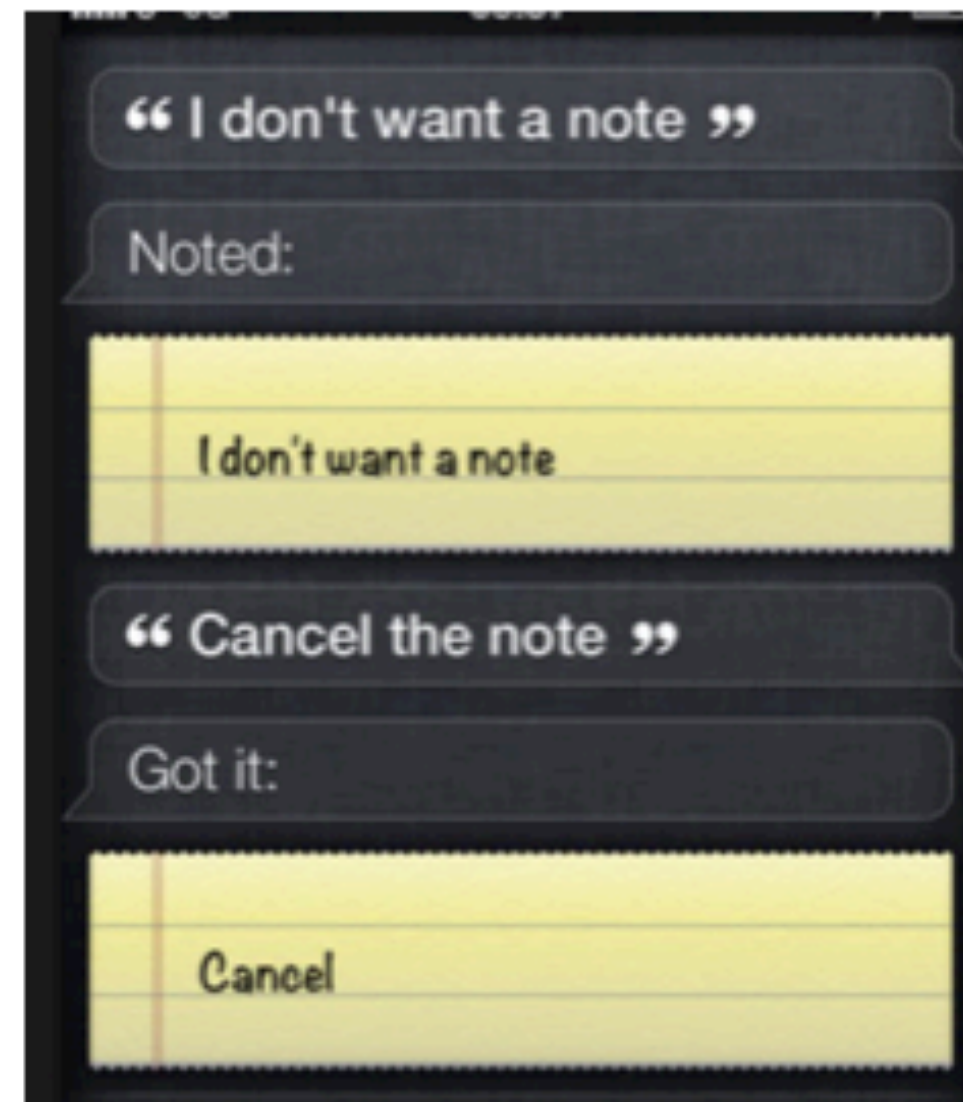 “ I don't want a note ”
Noted:
I don't want a note
“ Cancel the note ”
Got it:
Cancel